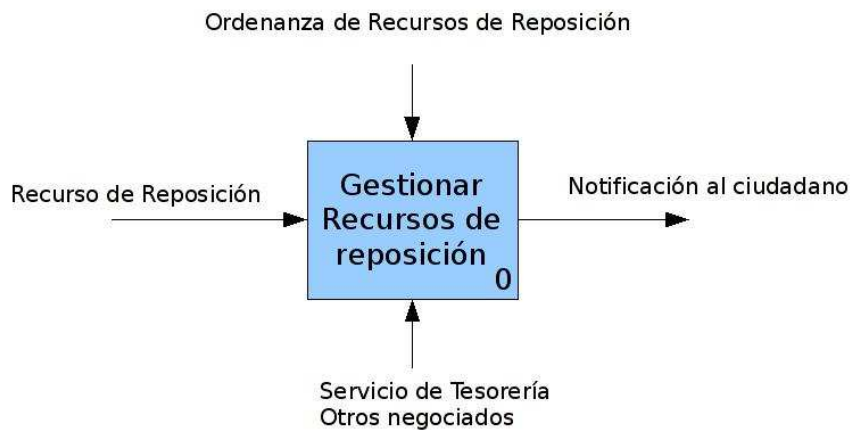 Ordenanza de Recursos de Reposición
Recurso de Reposición
Gestionar
Recursos de
reposición
0
Notificación al ciudadano
Servicio de Tesorería
Otros negociados